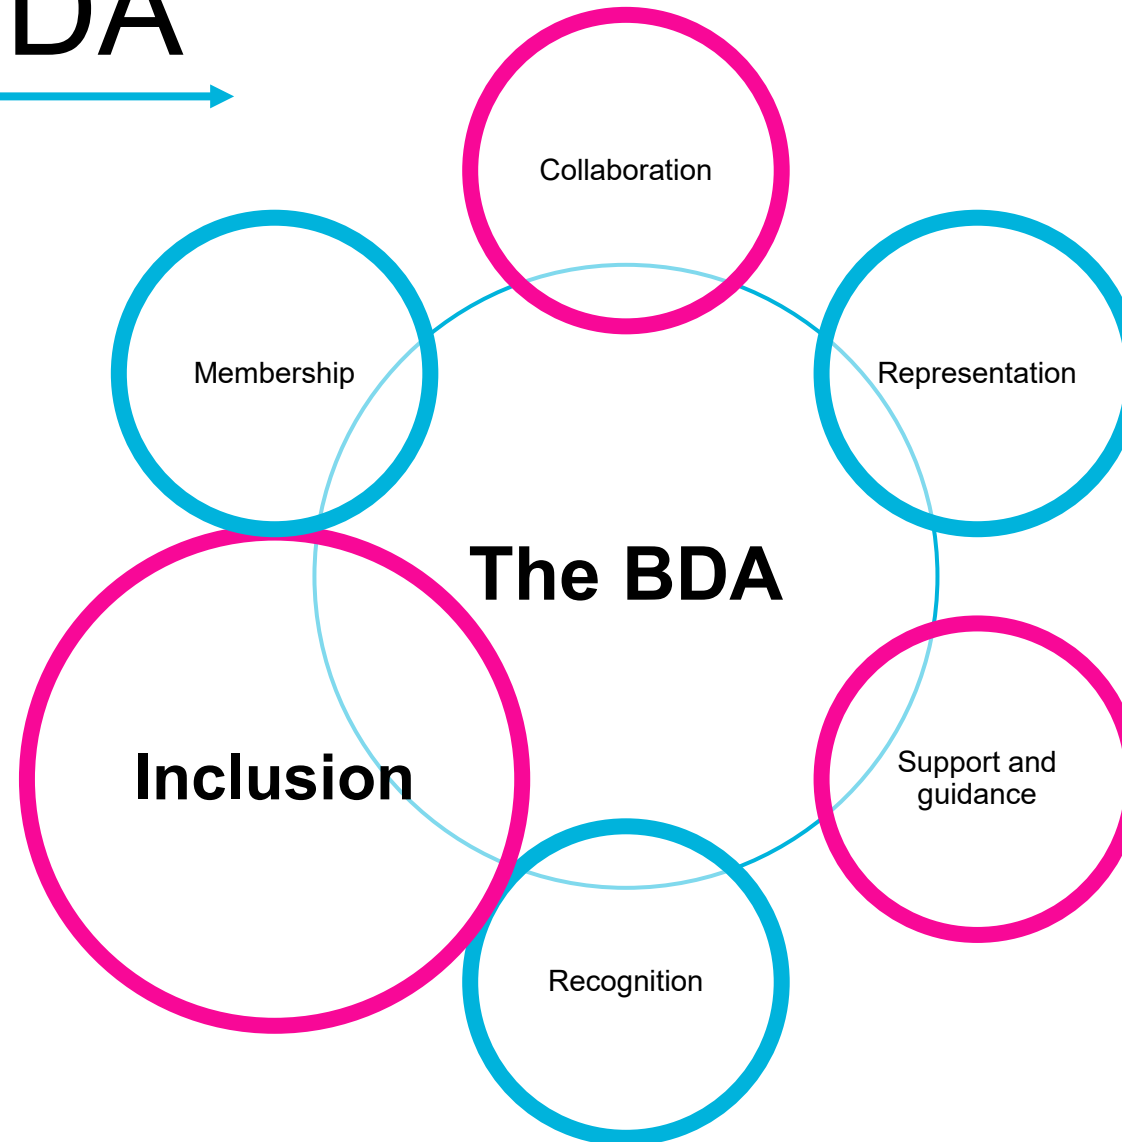 DA
Collaboration
Membership
Representation
The BDA
Inclusion
Support and
guidance
Recognition